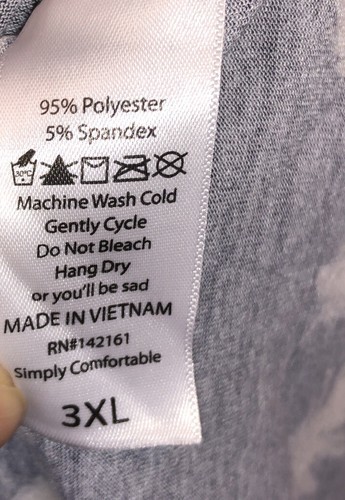 95% Polyester
5% Spandex
30°C
Machine Wash Cold
Gently Cycle
Do Not Bleach
Hang Dry
or you'll be sad
MADE IN VIETNAM
RN#142161
Simply Comfortable
3XL